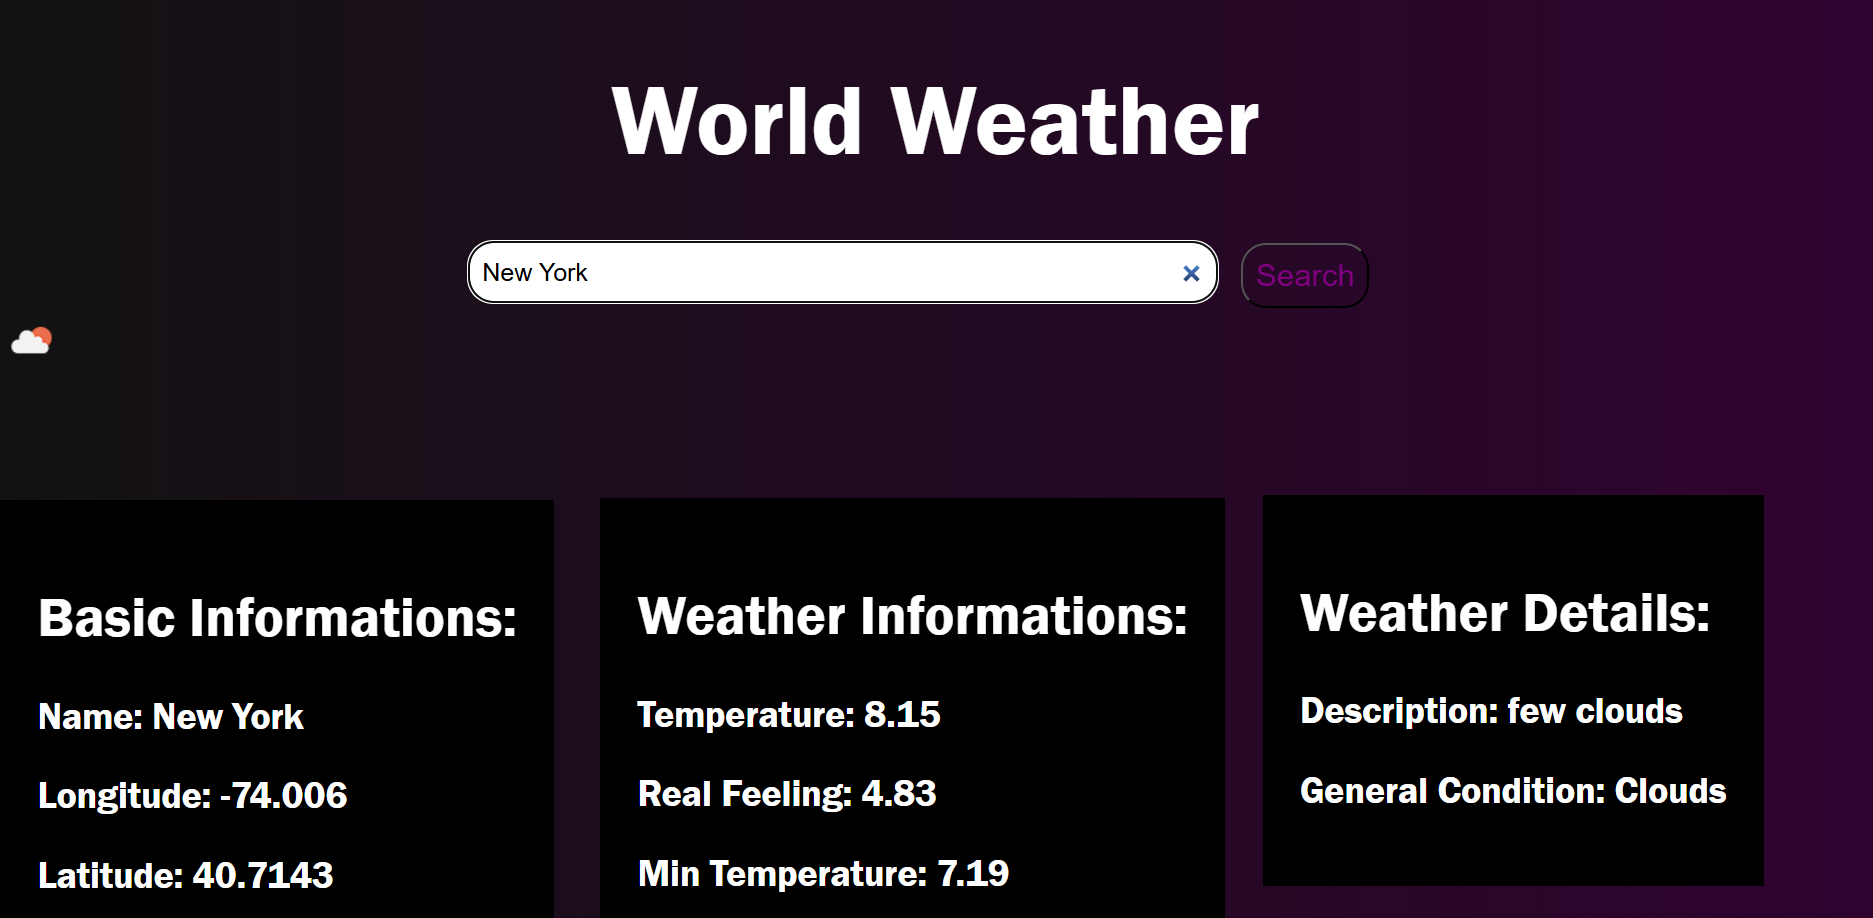 World Weather
New York
Search
Basic Informations:
Name: New York
Longitude: -74.006
Latitude: 40.7143
Weather Informations:
Temperature: 8.15
Real Feeling: 4.83
Min Temperature: 7.19
Weather Details:
Description: few clouds
General Condition: Clouds